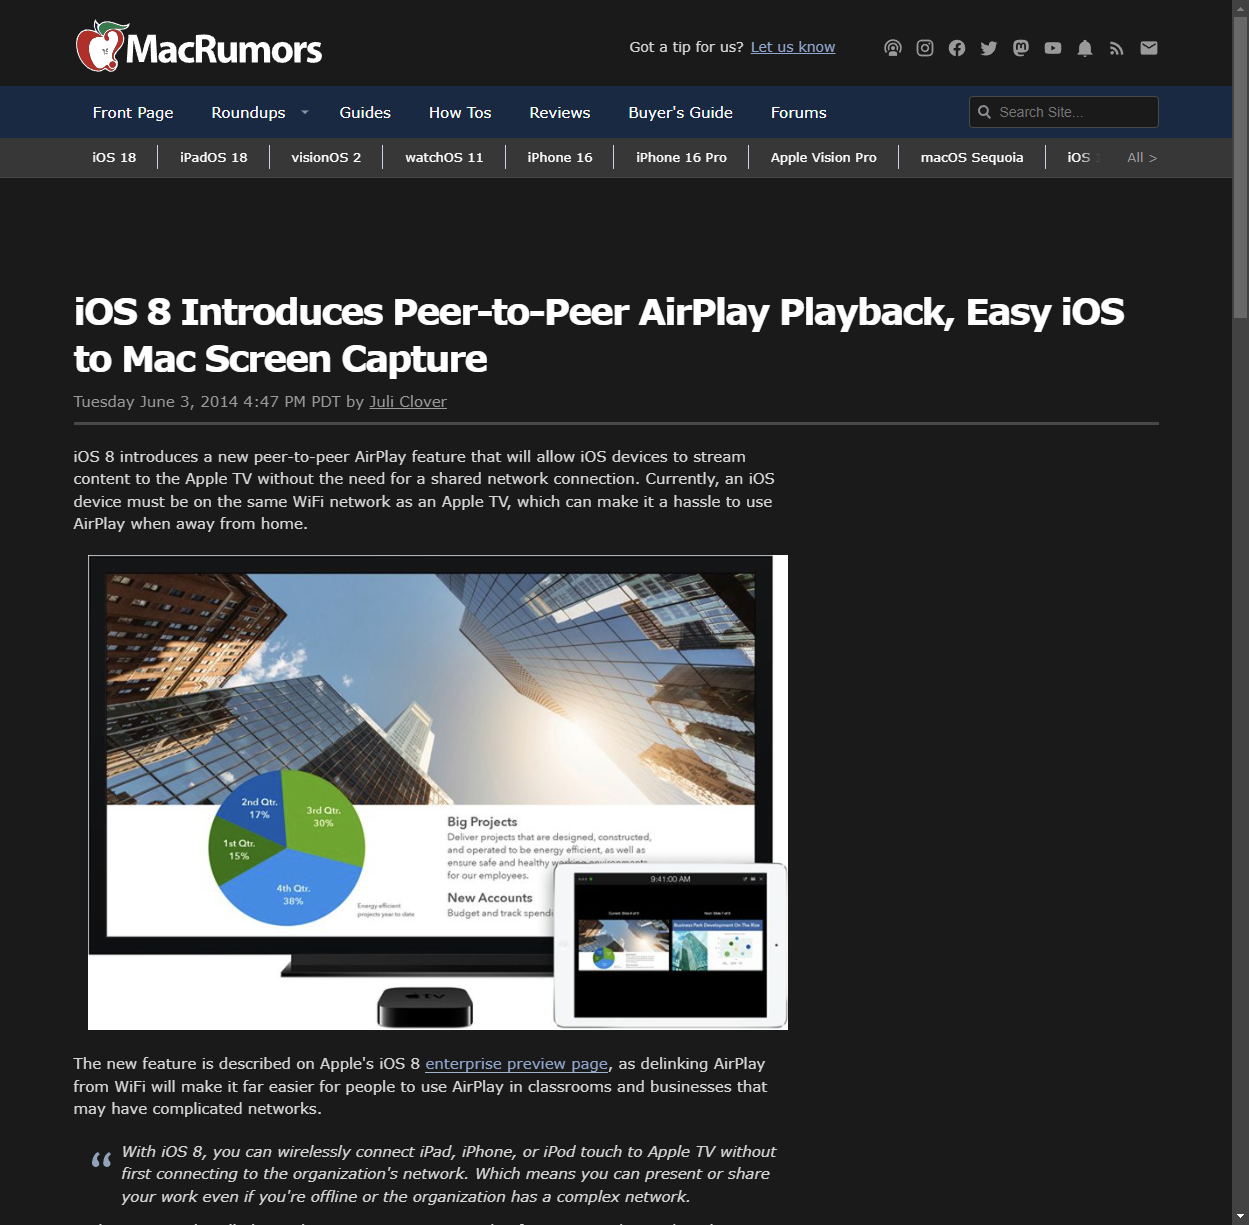 MacRumors
Got a tip for us? Let us know
Front Page Roundups Guides How Tos Reviews Buyer's Guide Forums
Search Site...
iOS 18 iPadOS 18 visionOS 2 watchOS 11 iPhone 16 iPhone 16 Pro Apple Vision Pro macOS Sequoia iOS All >
iOS 8 Introduces Peer-to-Peer AirPlay Playback, Easy iOS
to Mac Screen Capture
Tuesday June 3, 2014 4:47 PM PDT by Juli Clover
iOS 8 introduces a new peer-to-peer AirPlay feature that will allow iOS devices to stream
content to the Apple TV without the need for a shared network connection. Currently, an iOS
device must be on the same WiFi network as an Apple TV, which can make it a hassle to use
AirPlay when away from home.
2nd Qtr.
17%
3rd Qtr.
30%
1st Qtr.
15%
4th Qtr.
38%
Energy efficient
projects year to date
Big Projects
Deliver projects that are designed, constructed,
and operated to be energy efficient, as well as
ensure safe and healthy working environments
for our employees.
New Accounts
Budget and track spendi
9:41:00 AM
Business Park Development On The Rise
tv
The new feature is described on Apple's iOS 8 enterprise preview page, as delinking AirPlay
from WiFi will make it far easier for people to use AirPlay in classrooms and businesses that
may have complicated networks.
“ With iOS 8, you can wirelessly connect iPad, iPhone, or iPod touch to Apple TV without
first connecting to the organization's network. Which means you can present or share
your work even if you're offline or the organization has a complex network.